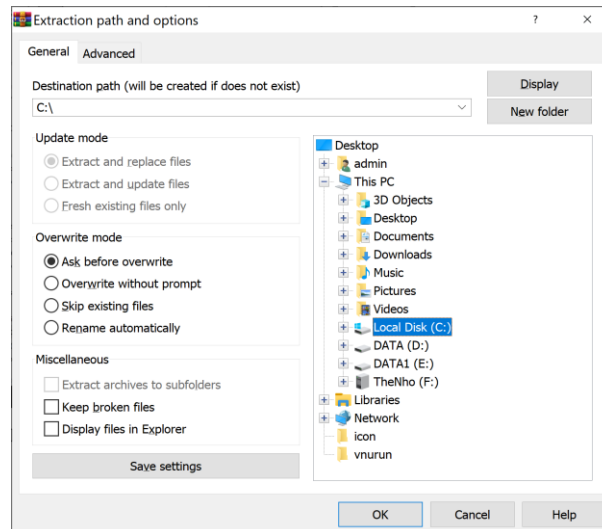 Extraction path and options
General Advanced
Destination path (will be created if does not exist)
C:\
Display
New folder
Update mode
Extract and replace files
Extract and update files
Fresh existing files only
Overwrite mode
Ask before overwrite
Overwrite without prompt
Skip existing files
Rename automatically
Miscellaneous
Extract archives to subfolders
Keep broken files
Display files in Explorer
Save settings
Desktop
admin
This PC
3D Objects
Desktop
Documents
Downloads
Music
Pictures
Videos
Local Disk (C:)
DATA (D:)
DATA1 (E:)
TheNho (F:)
Libraries
Network
icon
vnurun
OK Cancel Help